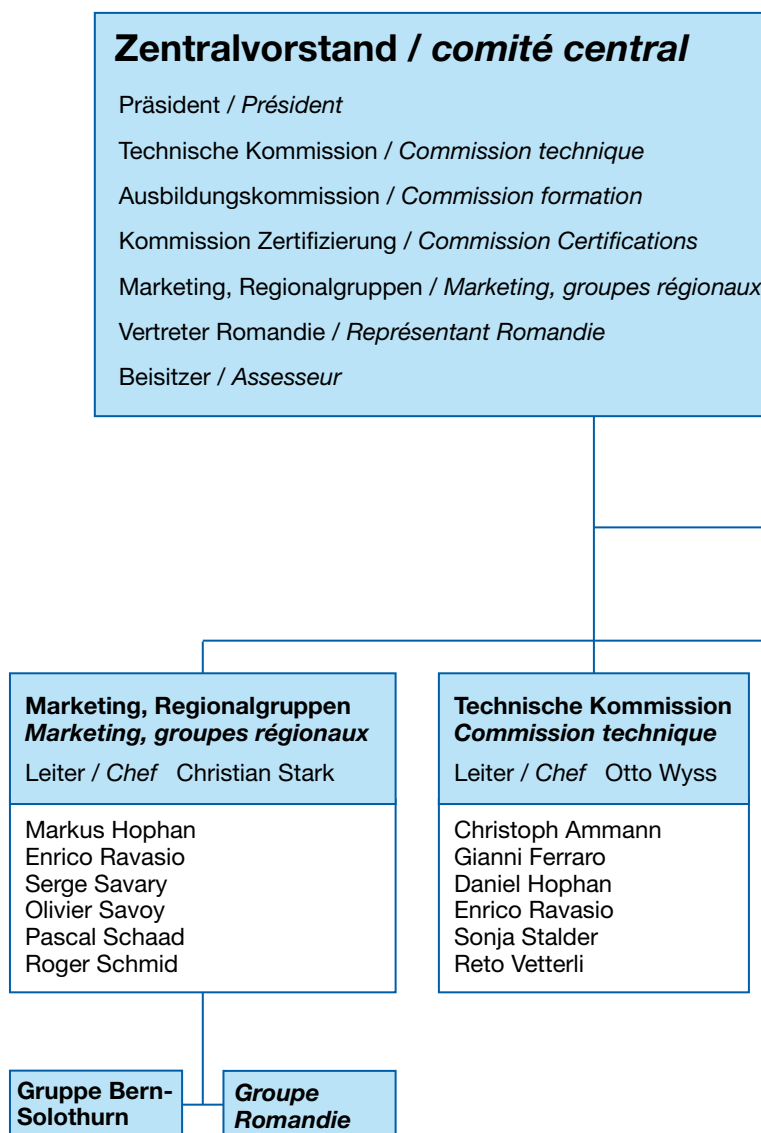 Zentralvorstand / comité central
Präsident / Président
Technische Kommission / Commission technique
Ausbildungskommission / Commission formation
Kommission Zertifizierung / Commission Certifications
Marketing, Regionalgruppen / Marketing, groupes régionaux
Vertreter Romandie / Représentant Romandie
Beisitzer / Assesseur
Marketing, Regionalgruppen
Marketing, groupes régionaux
Leiter / Chef Christian Stark
Markus Hophan
Enrico Ravasio
Serge Savary
Olivier Savoy
Pascal Schaad
Roger Schmid
Technische Kommission
Commission technique
Leiter / Chef Otto Wyss
Christoph Ammann
Gianni Ferraro
Daniel Hophan
Enrico Ravasio
Sonja Stalder
Reto Vetterli
Gruppe Bern-
Solothurn
Groupe
Romandie